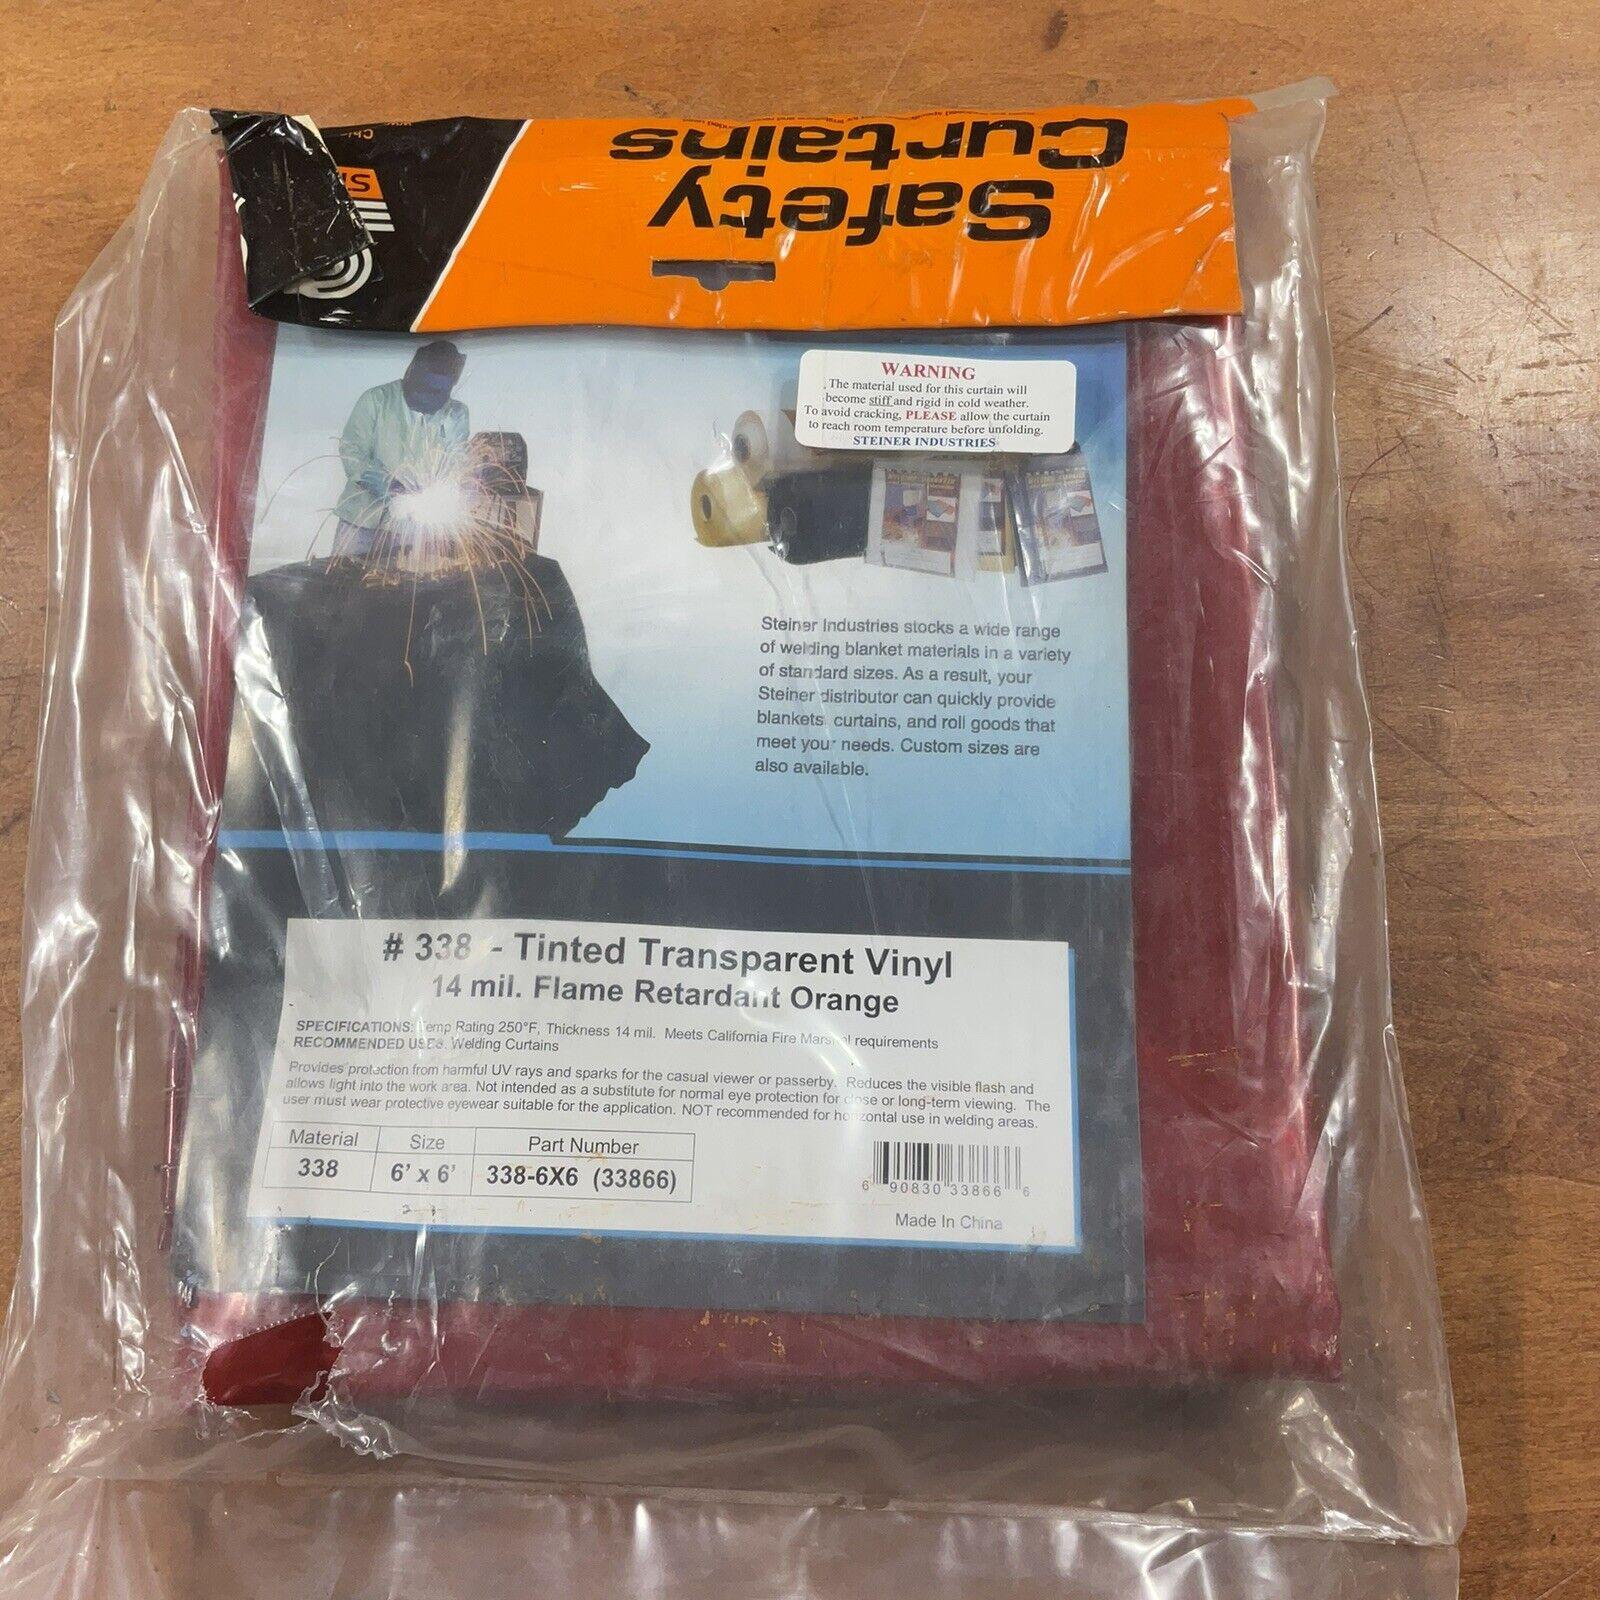 Safety
Curtains
WARNING
The material used for this curtain will
become stiff and rigid in cold weather.
To avoid cracking, PLEASE allow the curtain
to reach room temperature before unfolding.
STEINER INDUSTRIES
Steiner Industries stocks a wide range
of welding blanket materials in a variety
of standard sizes. As a result, your
Steiner distributor can quickly provide
blankets, curtains, and roll goods that
meet your needs. Custom sizes are
also available.
# 338 - Tinted Transparent Vinyl
14 mil. Flame Retardant Orange
SPECIFICATIONS: Temp Rating 250°F, Thickness 14 mil. Meets California Fire Marshal requirements
RECOMMENDED USES: Welding Curtains
Provides protection from harmful UV rays and sparks for the casual viewer or passerby. Reduces the visible flash and
allows light into the work area. Not intended as a substitute for normal eye protection for close or long-term viewing. The
user must wear protective eyewear suitable for the application. NOT recommended for horizontal use in welding areas.
Material Size Part Number
338 6' x 6' 338-6X6 (33866)
6 90830 33866 6
Made In China